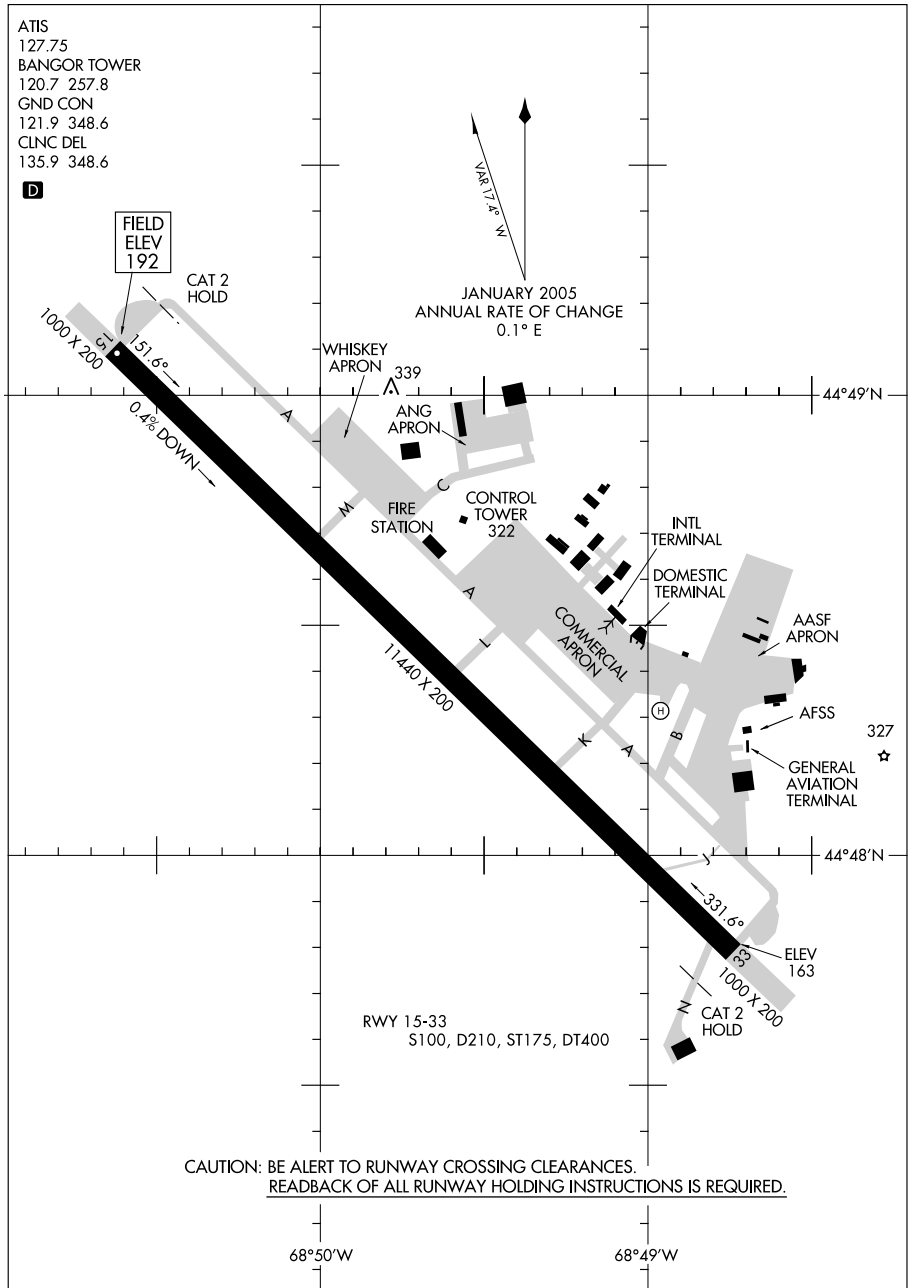 ATIS
127.75
BANGOR TOWER
120.7 257.8
GND CON
121.9 348.6
CLNC DEL
135.9 348.6
D
VAR 17.4° W
JANUARY 2005
ANNUAL RATE OF CHANGE
0.1° E
FIELD
ELEV
192
CAT 2
HOLD
1000 X 200
15
151.6°
0.4% DOWN
A
WHISKEY
APRON
339
ANG
APRON
44°49'N
M
C
FIRE
STATION
CONTROL
TOWER
322
INTL
TERMINAL
DOMESTIC
TERMINAL
A
L
COMMERCIAL
APRON
AASF
APRON
11440 X 200
H
K
A
B
AFSS
327
GENERAL
AVIATION
TERMINAL
J
44°48'N
331.6°
33
ELEV
163
1000 X 200
N
CAT 2
HOLD
RWY 15-33
S100, D210, ST175, DT400
CAUTION: BE ALERT TO RUNWAY CROSSING CLEARANCES.
READBACK OF ALL RUNWAY HOLDING INSTRUCTIONS IS REQUIRED.
68°50'W
68°49'W